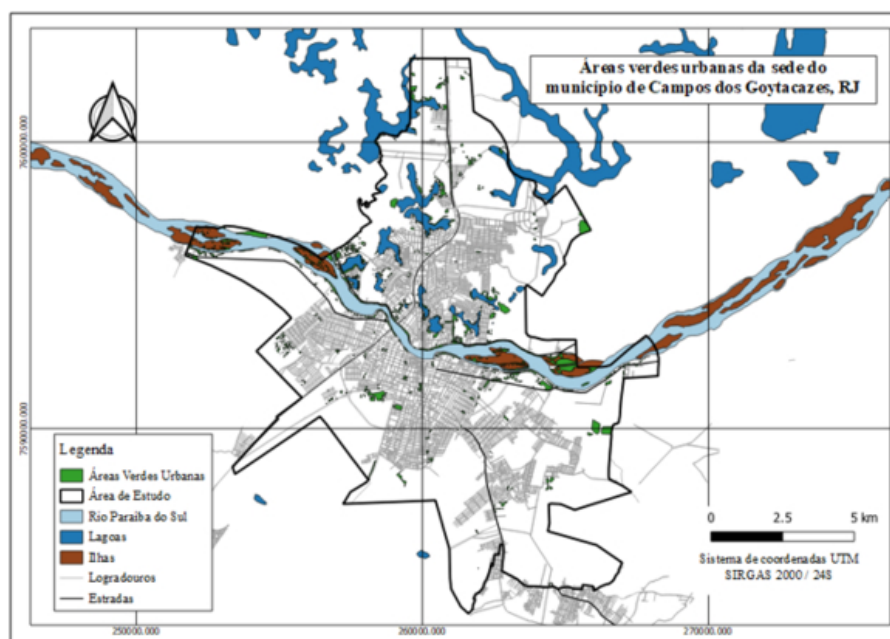 Áreas verdes urbanas da sede do
município de Campos dos Goytacazes, RJ
7600000.000
7590000.000
Legenda
Áreas Verdes Urbanas
Área de Estudo
Rio Paraíba do Sul
Lagoas
Ilhas
Logradouros
Estradas
0 2.5 5 km
Sistema de coordenadas UTM
SIRGAS 2000 / 24S
250000.000 260000.000 270000.000